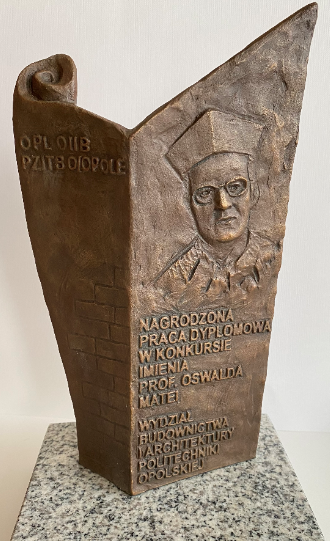 OPL OIIB
PZITB O/OPOLE
NAGRODZONA
PRACA DYPLOMOWA
W KONKURSIE
IMIENIA
PROF. OSWALDA
MATEI
WYDZIAŁ
BUDOWNICTWA
I ARCHITEKTURY
POLITECHNIKI
OPOLSKIEJ